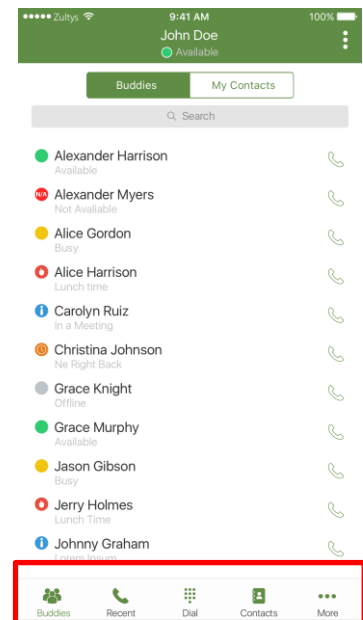 Zultys 9:41 AM 100%
John Doe
Available
Buddies My Contacts
Search
Alexander Harrison
Available
N/A Alexander Myers
Not Avaliable
Alice Gordon
Busy
Alice Harrison
Lunch time
Carolyn Ruiz
In a Meeting
Christina Johnson
Ne Right Back
Grace Knight
Offline
Grace Murphy
Available
Jason Gibson
Busy
Jerry Holmes
Lunch Time
Johnny Graham
Lorem Ipsum
Buddies Recent Dial Contacts More